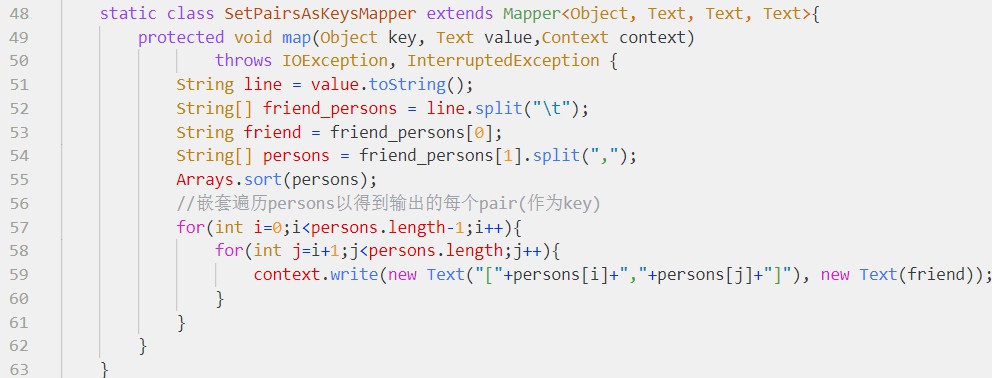 48 static class SetPairsAsKeysMapper extends Mapper<Object, Text, Text, Text>{
49 protected void map(Object key, Text value,Context context)
50 throws IOException, InterruptedException {
51 String line = value.toString();
52 String[] friend_persons = line.split("\t");
53 String friend = friend_persons[0];
54 String[] persons = friend_persons[1].split(",");
55 Arrays.sort(persons);
56 //嵌套遍历persons以得到输出的每个pair(作为key)
57 for(int i=0;i<persons.length-1;i++){
58 for(int j=i+1;j<persons.length;j++){
59 context.write(new Text("["+persons[i]+","+persons[j]+"]"), new Text(friend));
60 }
61 }
62 }
63 }